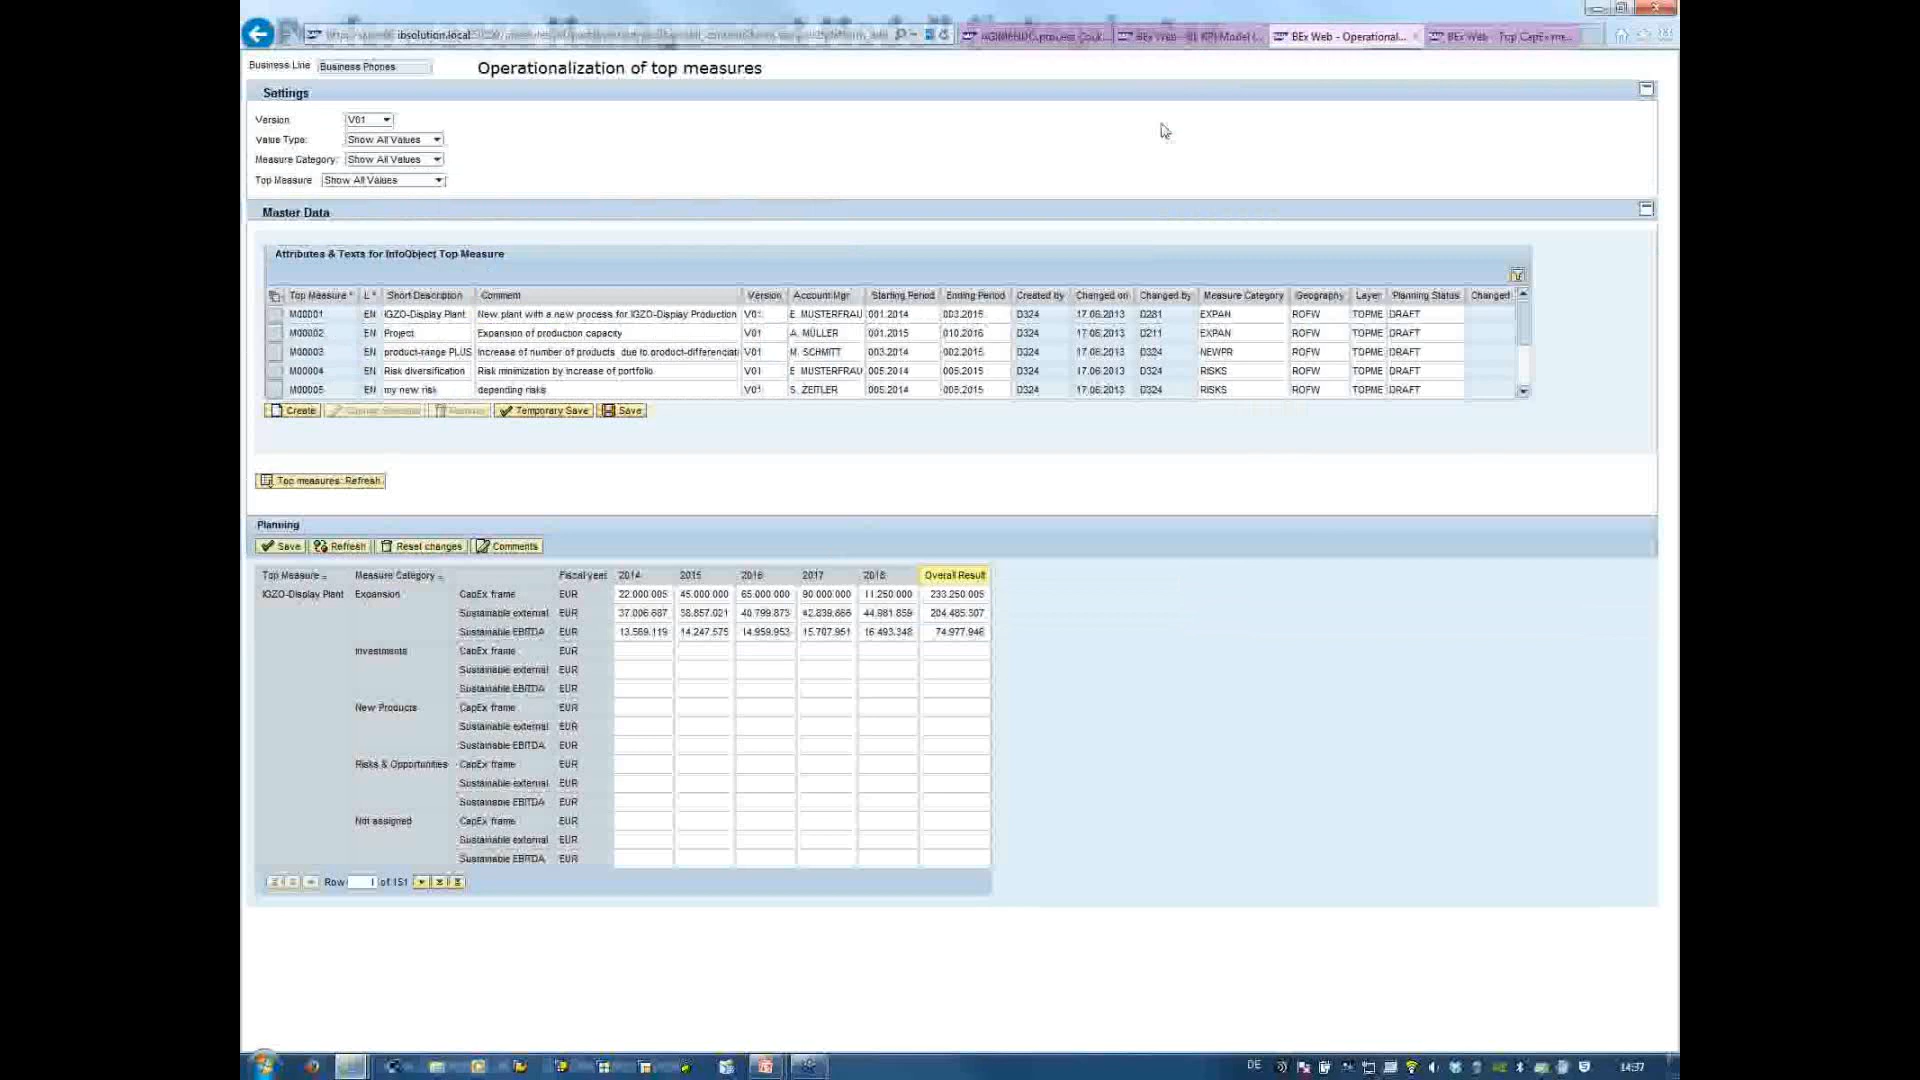 ibsolution.local
BEx Web - Operational...
BEx Web - Top CapEx me...
Business Line Business Phones
Operationalization of top measures
Settings
Version V01
Value Type: Show All Values
Measure Category: Show All Values
Top Measure Show All Values
Master Data
Attributes & Texts for InfoObject Top Measure
Top Measure * L * Short Description Comment Version Account Mgr Starting Period Ending Period Created by Changed on Changed by Measure Category Geography Layer Planning Status Changed
M00001 EN IGZO-Display Plant New plant with a new process for IGZO-Display Production V01 E. MUSTERFRAU 001.2014 003.2015 D324 17.06.2013 D281 EXPAN ROFW TOPME DRAFT
M00002 EN Project Expansion of production capacity V01 A. MÜLLER 001.2015 010.2016 D324 17.06.2013 D211 EXPAN ROFW TOPME DRAFT
M00003 EN product-range PLUS Increase of number of products due to product-differenciati V01 M. SCHMITT 003.2014 002.2015 D324 17.06.2013 D324 NEWPR ROFW TOPME DRAFT
M00004 EN Risk diversification Risk minimization by increase of portfolio V01 E. MUSTERFRAU 005.2014 005.2015 D324 17.06.2013 D324 RISKS ROFW TOPME DRAFT
M00005 EN my new risk depending risks V01 S. ZEITLER 005.2014 005.2015 D324 17.06.2013 D324 RISKS ROFW TOPME DRAFT
Create Temporary Save Save
Top measures: Refresh
Planning
Save Refresh Reset changes Comments
Top Measure Measure Category Fiscal year 2014 2015 2016 2017 2018 Overall Result
IGZO-Display Plant Expansion CapEx frame EUR 22.000.005 45.000.000 65.000.000 90.000.000 11.250.000 233.250.005
Sustainable external EUR 37.006.687 38.857.021 40.799.873 42.839.866 44.981.859 204.485.307
Sustainable EBITDA EUR 13.569.119 14.247.575 14.959.953 15.707.951 16.493.348 74.977.946
Investments CapEx frame EUR
Sustainable external EUR
Sustainable EBITDA EUR
New Products CapEx frame EUR
Sustainable external EUR
Sustainable EBITDA EUR
Risks & Opportunities CapEx frame EUR
Sustainable external EUR
Sustainable EBITDA EUR
Not assigned CapEx frame EUR
Sustainable external EUR
Sustainable EBITDA EUR
Row 1 of 151
DE 14:37